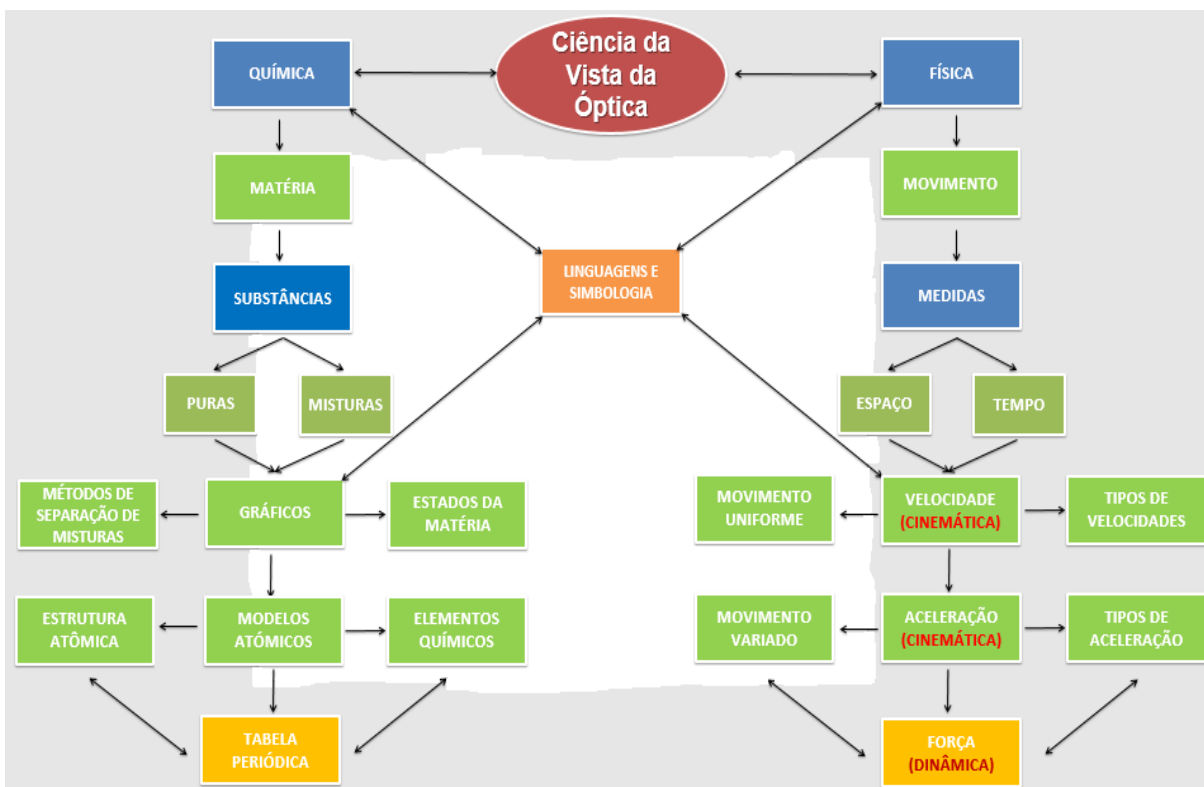 Ciência da
Vista da
Óptica
QUÍMICA
FÍSICA
MATÉRIA
MOVIMENTO
LINGUAGENS E
SIMBOLOGIA
SUBSTÂNCIAS
MEDIDAS
PURAS
MISTURAS
ESPAÇO
TEMPO
MÉTODOS DE
SEPARAÇÃO DE
MISTURAS
GRÁFICOS
ESTADOS DA
MATÉRIA
MOVIMENTO
UNIFORME
VELOCIDADE
(CINEMÁTICA)
TIPOS DE
VELOCIDADES
ESTRUTURA
ATÔMICA
MODELOS
ATÓMICOS
ELEMENTOS
QUÍMICOS
MOVIMENTO
VARIADO
ACELERAÇÃO
(CINEMÁTICA)
TIPOS DE
ACELERAÇÃO
TABELA
PERIÓDICA
FORÇA
(DINÂMICA)